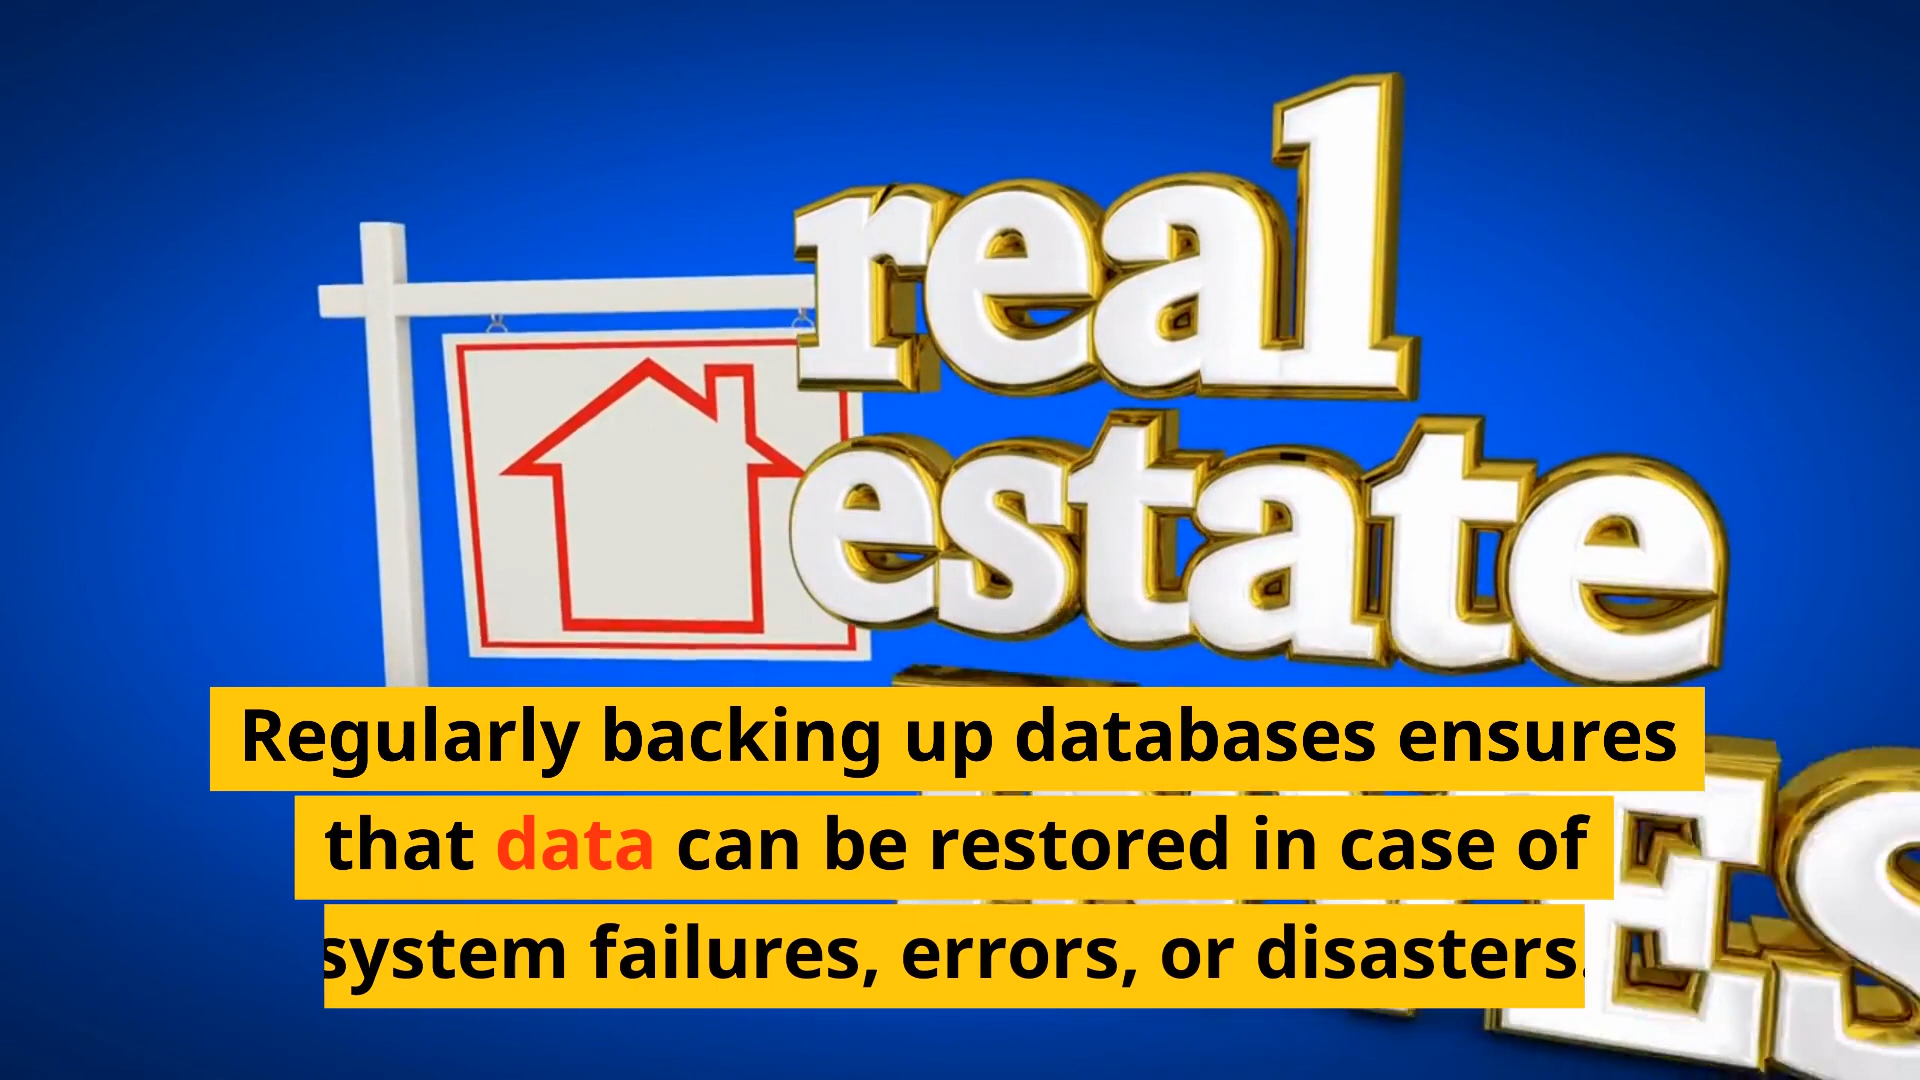 real
estate
Regularly backing up databases ensures
that data can be restored in case of
system failures, errors, or disasters.